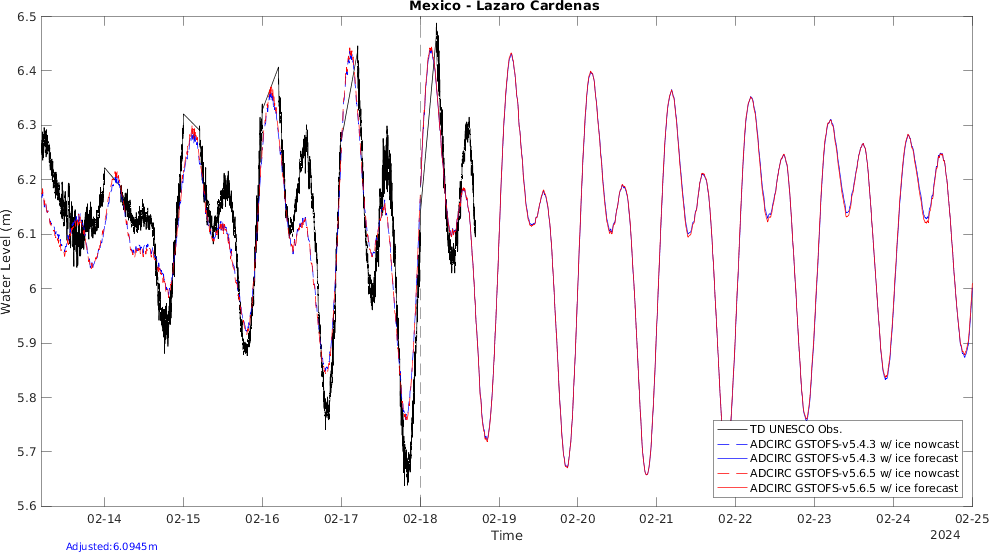 Mexico - Lazaro Cardenas
6.5
6.4
6.3
6.2
6.1
6
5.9
5.8
5.7
5.6
Water Level (m)
02-14
02-15
02-16
02-17
02-18
02-19
02-20
02-21
02-22
02-23
02-24
02-25
Time
2024
TD UNESCO Obs.
ADCIRC GSTOFS-v5.4.3 w/ ice nowcast
ADCIRC GSTOFS-v5.4.3 w/ ice forecast
ADCIRC GSTOFS-v5.6.5 w/ ice nowcast
ADCIRC GSTOFS-v5.6.5 w/ ice forecast
Adjusted:6.0945m